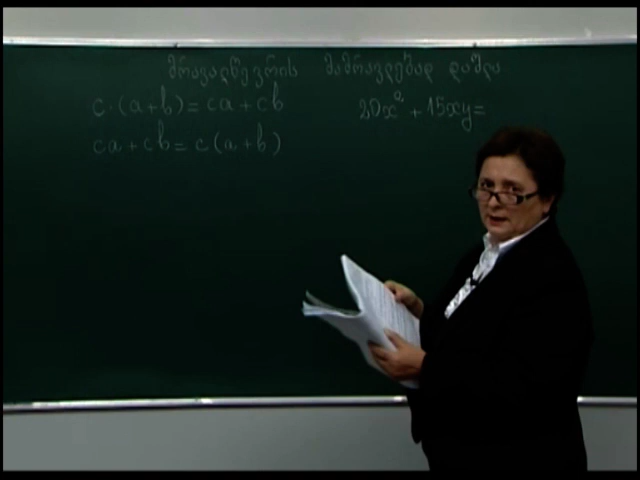 მრავალწევრის მამრავლებად დაშლა
c·(a+b)=ca+cb
20x²+15xy=
ca+cb=c(a+b)